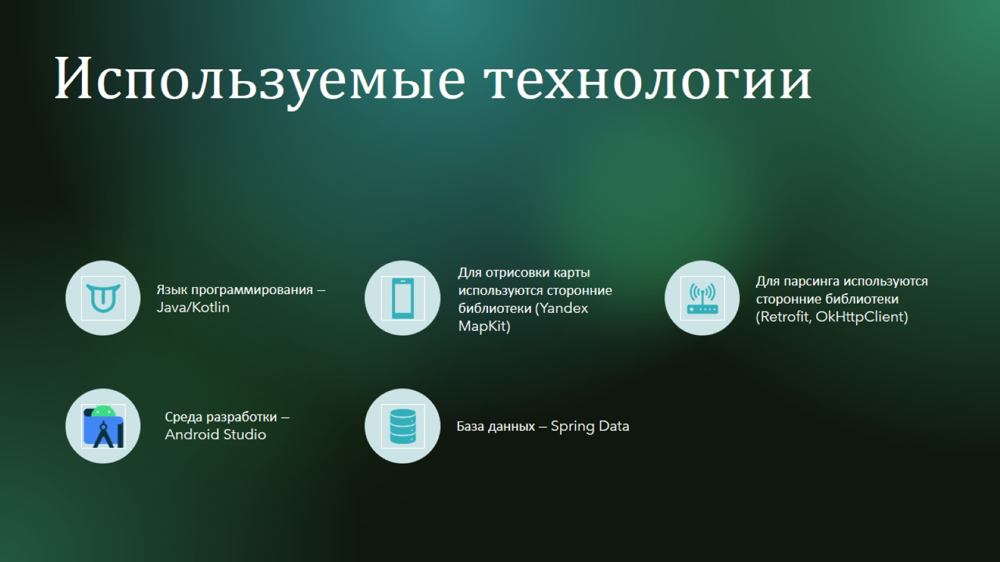 Используемые технологии
Язык программирования –
Java/Kotlin
Для отрисовки карты
используются сторонние
библиотеки (Yandex
MapKit)
Для парсинга используются
сторонние библиотеки
(Retrofit, OkHttpClient)
Среда разработки –
Android Studio
База данных – Spring Data